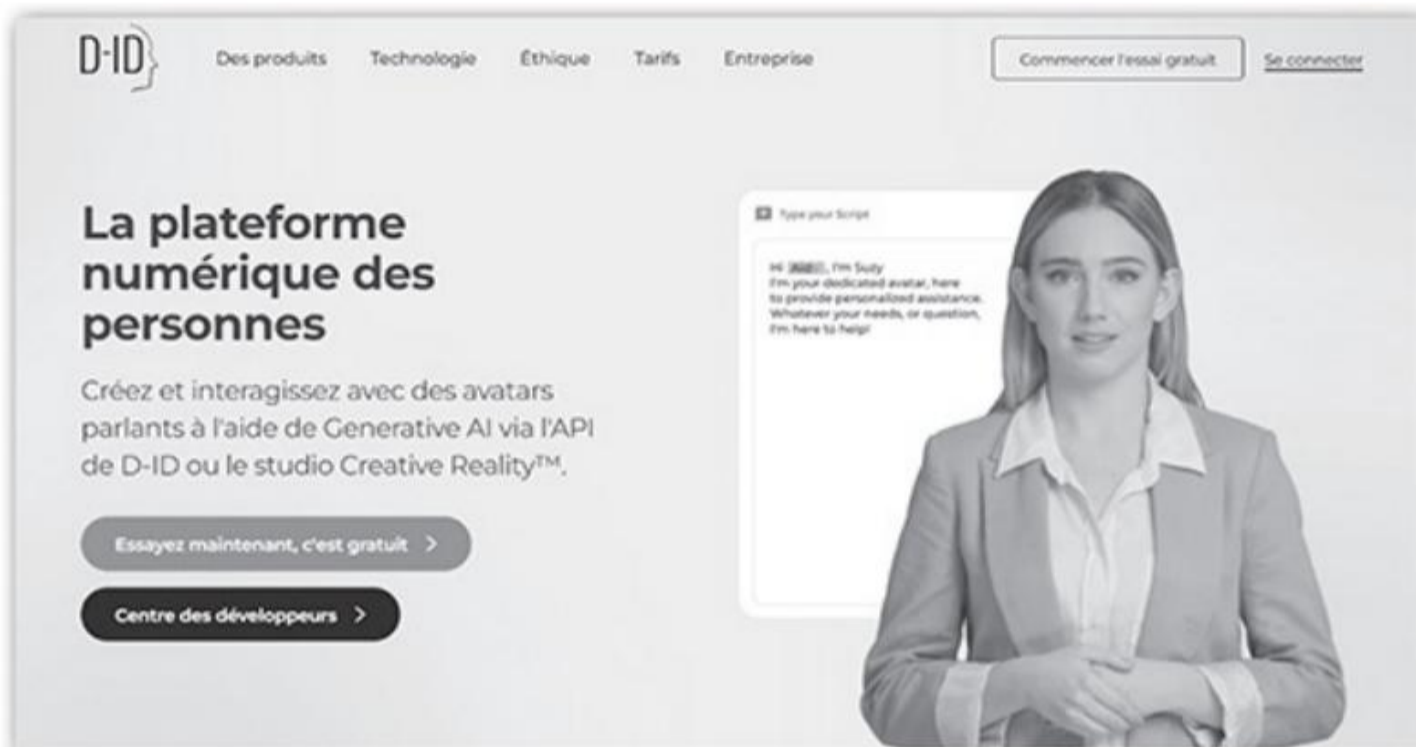 D-ID
Des produits
Technologie
Éthique
Tarifs
Entreprise
Commencer l'essai gratuit
Se connecter
La plateforme
numérique des
personnes
Créez et interagissez avec des avatars
parlants à l'aide de Generative AI via l'API
de D-ID ou le studio Creative Reality™.
Essayez maintenant, c'est gratuit >
Centre des développeurs >
Type your Script
Hi , I'm Suzy
I'm your dedicated avatar, here
to provide personalized assistance.
Whatever your needs, or question,
I'm here to help!